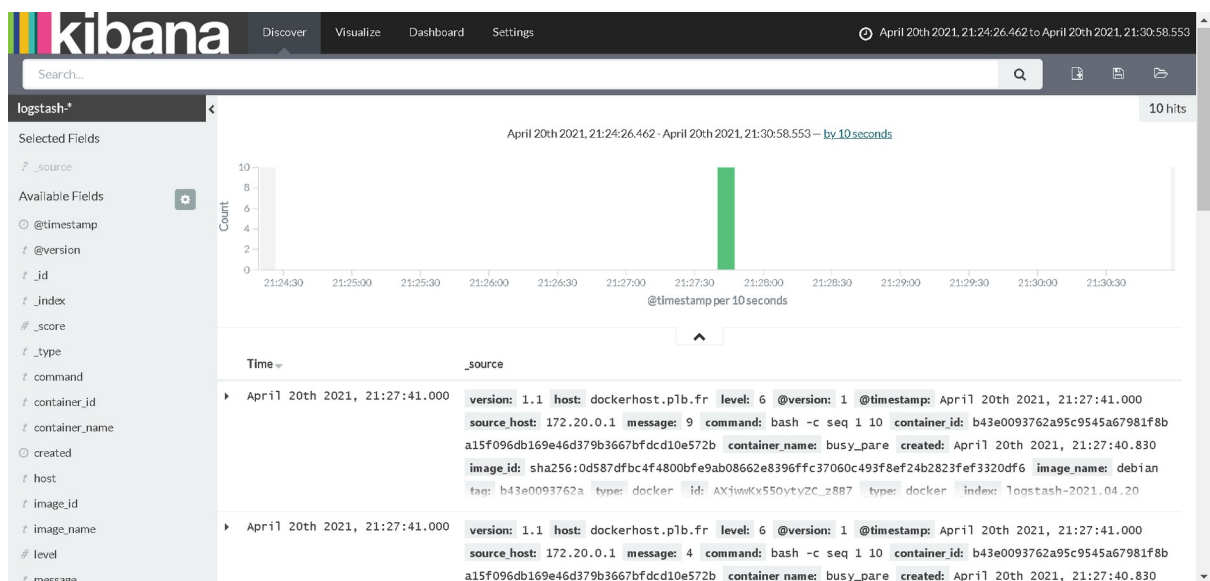 kibana Discover Visualize Dashboard Settings April 20th 2021, 21:24:26.462 to April 20th 2021, 21:30:58.553
Search...
logstash-*
10 hits
Selected Fields
? _source
Available Fields
@timestamp
t @version
t _id
t _index
# _score
t _type
t command
t container_id
t container_name
created
t host
t image_id
t image_name
# level
t message
April 20th 2021, 21:24:26.462 - April 20th 2021, 21:30:58.553 — by 10 seconds
Count
10
8
6
4
2
0
21:24:30 21:25:00 21:25:30 21:26:00 21:26:30 21:27:00 21:27:30 21:28:00 21:28:30 21:29:00 21:29:30 21:30:00 21:30:30
@timestamp per 10 seconds
Time _source
April 20th 2021, 21:27:41.000 version: 1.1 host: dockerhost.plb.fr level: 6 @version: 1 @timestamp: April 20th 2021, 21:27:41.000
source_host: 172.20.0.1 message: 9 command: bash -c seq 1 10 container_id: b43e0093762a95c9545a67981f8b
a15f096db169e46d379b3667bfdcd10e572b container_name: busy_pare created: April 20th 2021, 21:27:40.830
image_id: sha256:0d587dfbc4f4800bfe9ab08662e8396ffc37060c493f8ef24b2823fef3320df6 image_name: debian
tag: b43e0093762a type: docker _id: AXjwwKx55OytyZC_z8B7 _type: docker _index: logstash-2021.04.20
April 20th 2021, 21:27:41.000 version: 1.1 host: dockerhost.plb.fr level: 6 @version: 1 @timestamp: April 20th 2021, 21:27:41.000
source_host: 172.20.0.1 message: 4 command: bash -c seq 1 10 container_id: b43e0093762a95c9545a67981f8b
a15f096db169e46d379b3667bfdcd10e572b container_name: busy_pare created: April 20th 2021, 21:27:40.830